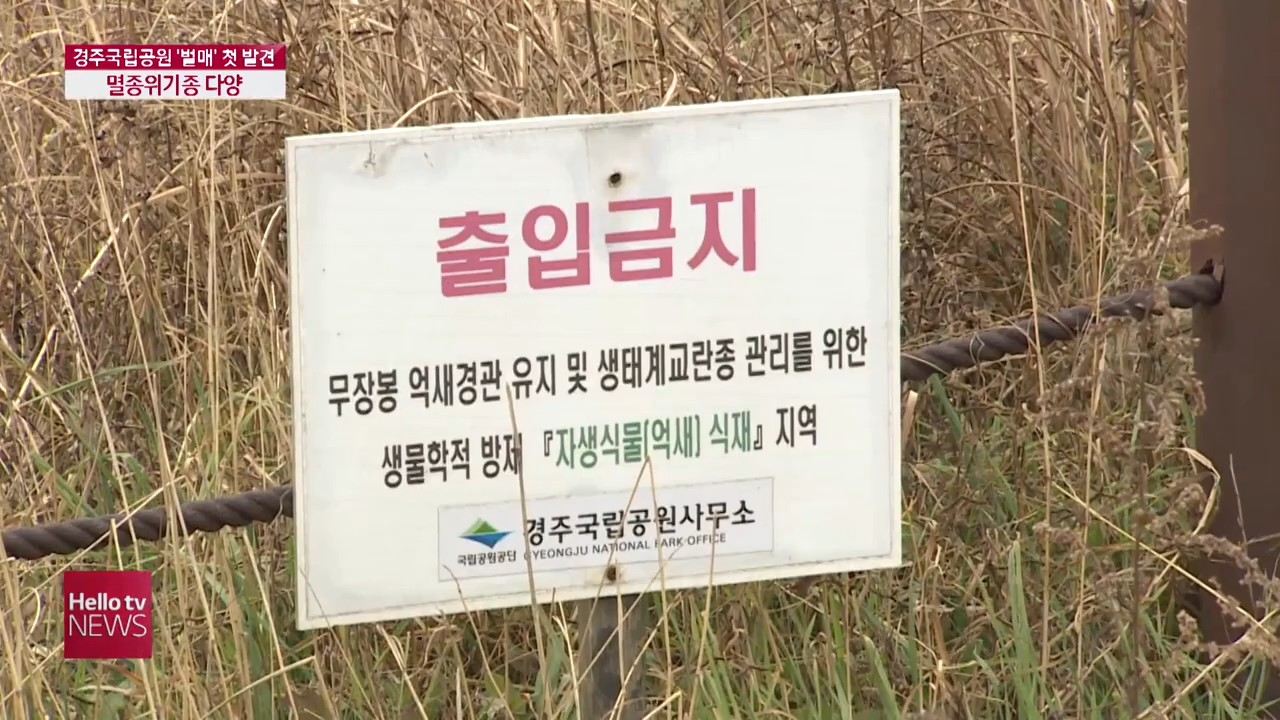 경주국립공원 '벌매' 첫 발견
멸종위기종 다양
출입금지
무장봉 억새경관 유지 및 생태계교란종 관리를 위한
생물학적 방제 『자생식물(억새) 식재』 지역
국립공원공단
경주국립공원사무소
GYEONGJU NATIONAL PARK OFFICE
Hello tv
NEWS